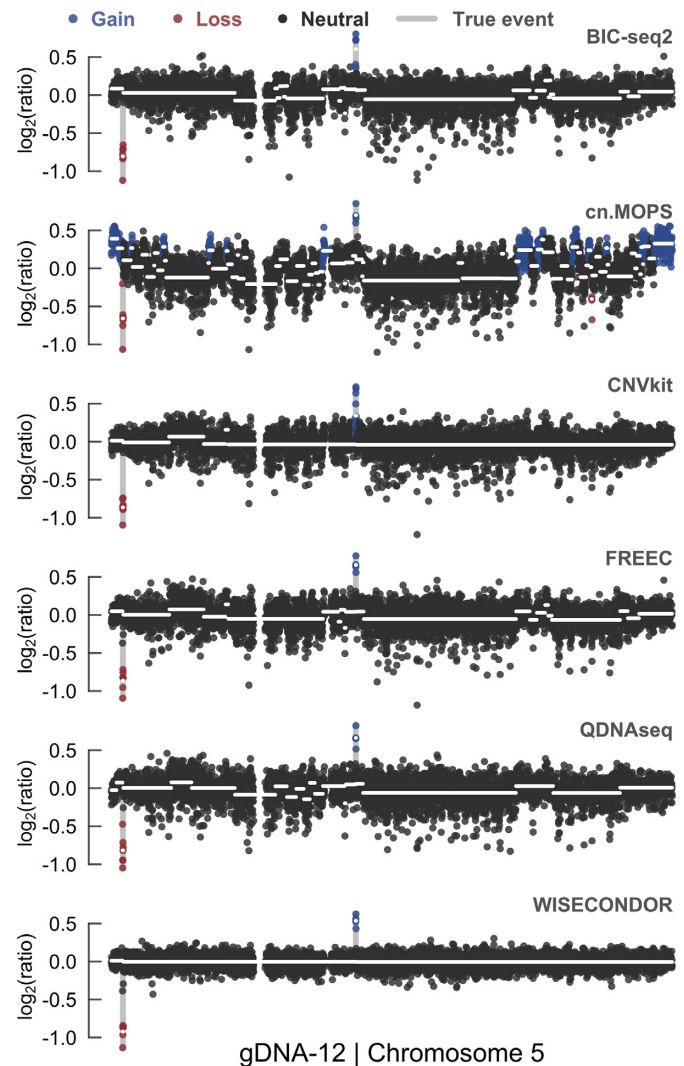 Gain Loss Neutral True event
BIC-seq2
0.5
0.0
-0.5
-1.0
log2(ratio)
cn.MOPS
0.5
0.0
-0.5
-1.0
log2(ratio)
CNVkit
0.5
0.0
-0.5
-1.0
log2(ratio)
FREEC
0.5
0.0
-0.5
-1.0
log2(ratio)
QDNAseq
0.5
0.0
-0.5
-1.0
log2(ratio)
WISECONDOR
0.5
0.0
-0.5
-1.0
log2(ratio)
gDNA-12 | Chromosome 5